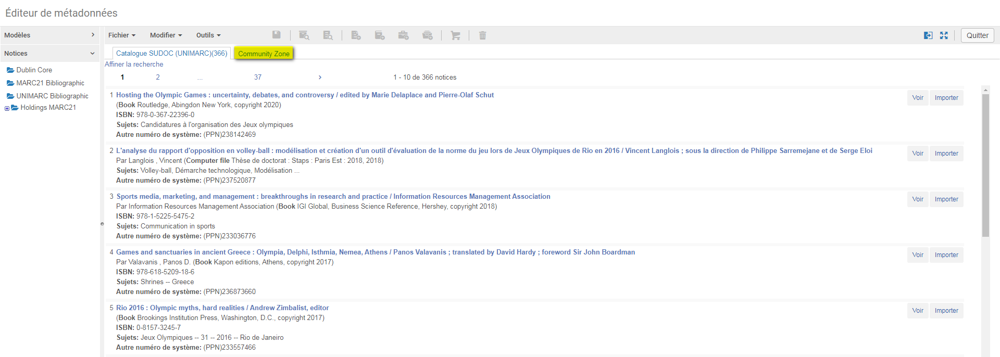 Éditeur de métadonnées
Modèles
Fichier Modifier Outils Quitter
Notices
Catalogue SUDOC (UNIMARC)(366) Community Zone
Dublin Core
MARC21 Bibliographic
UNIMARC Bibliographic
Holdings MARC21
Affiner la recherche
1 2 ... 37 > 1 - 10 de 366 notices
1 Hosting the Olympic Games : uncertainty, debates, and controversy / edited by Marie Delaplace and Pierre-Olaf Schut Voir Importer
(Book Routledge, Abingdon New York, copyright 2020)
ISBN: 978-0-367-22396-0
Sujets: Candidatures à l'organisation des Jeux olympiques
Autre numéro de système: (PPN)238142469
2 L'analyse du rapport d'opposition en volley-ball : modélisation et création d'un outil d'évaluation de la norme du jeu lors de Jeux Olympiques de Rio en 2016 / Vincent Langlois ; sous la direction de Philippe Sarremejane et de Serge Eloi Voir Importer
Par Langlois , Vincent (Computer file Thèse de doctorat : Staps : Paris Est : 2018, 2018)
Sujets: Volley-ball, Démarche technologique, Modélisation ...
Autre numéro de système: (PPN)237520877
3 Sports media, marketing, and management : breakthroughs in research and practice / Information Resources Management Association Voir Importer
Par Information Resources Management Association (Book IGI Global, Business Science Reference, Hershey, copyright 2018)
ISBN: 978-1-5225-5475-2
Sujets: Communication in sports
Autre numéro de système: (PPN)233036776
4 Games and sanctuaries in ancient Greece : Olympia, Delphi, Isthmia, Nemea, Athens / Panos Valavanis ; translated by David Hardy ; foreword Sir John Boardman Voir Importer
Par Valavanis , Panos D. (Book Kapon editions, Athens, copyright 2017)
ISBN: 978-618-5209-18-6
Sujets: Shrines -- Greece
Autre numéro de système: (PPN)236873660
5 Rio 2016 : Olympic myths, hard realities / Andrew Zimbalist, editor Voir Importer
(Book Brookings Institution Press, Washington, D.C., copyright 2017)
ISBN: 0-8157-3245-7
Sujets: Jeux Olympiques -- 31 -- 2016 -- Rio de Janeiro
Autre numéro de système: (PPN)233557466